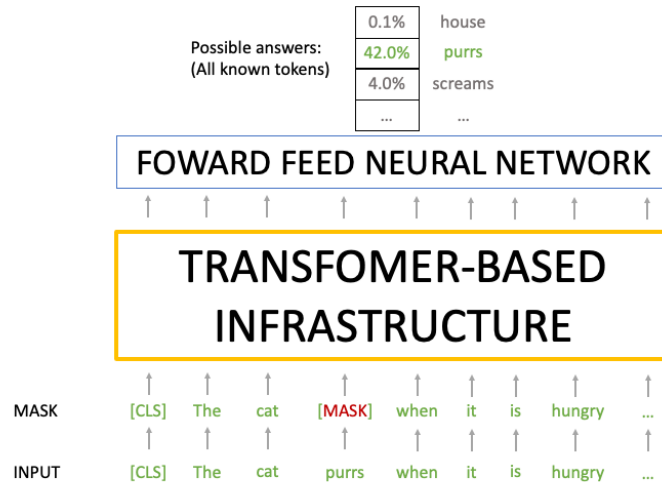 0.1% house
Possible answers: 42.0% purrs
(All known tokens) 4.0% screams
... ...
FOWARD FEED NEURAL NETWORK
TRANSFOMER-BASED
INFRASTRUCTURE
MASK [CLS] The cat [MASK] when it is hungry ...
INPUT [CLS] The cat purrs when it is hungry ...